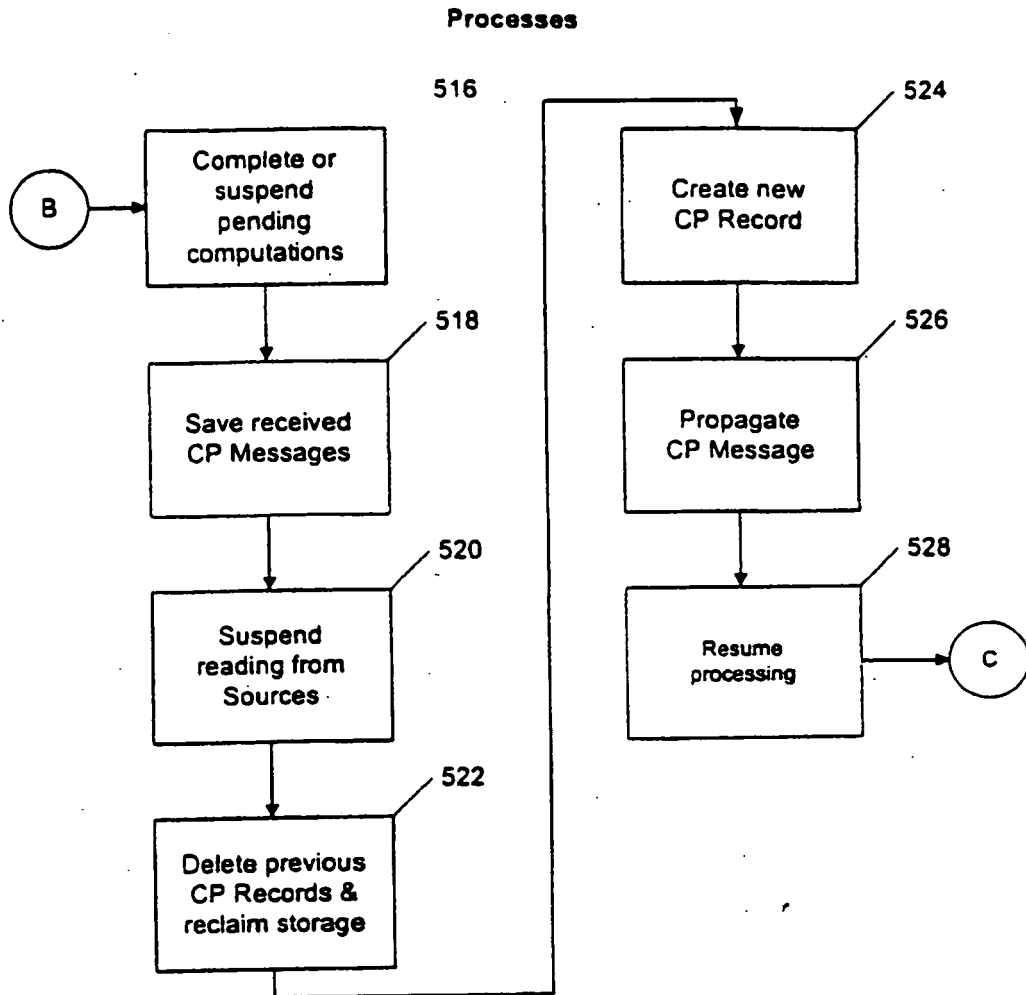 Processes
B
516
Complete or
suspend
pending
computations
518
Save received
CP Messages
520
Suspend
reading from
Sources
522
Delete previous
CP Records &
reclaim storage
524
Create new
CP Record
526
Propagate
CP Message
528
Resume
processing
C